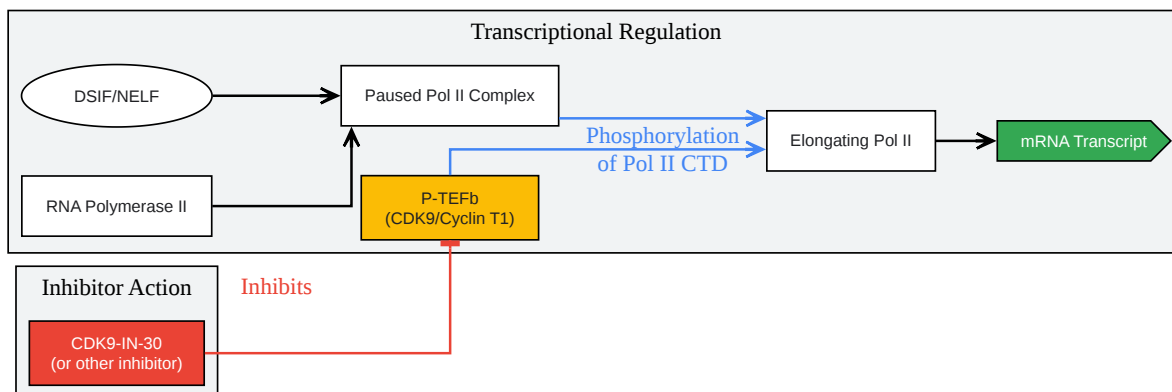 Transcriptional Regulation
DSIF/NELF
Paused Pol II Complex
Phosphorylation
of Pol II CTD
Elongating Pol II
mRNA Transcript
RNA Polymerase II
P-TEFb
(CDK9/Cyclin T1)
Inhibitor Action
Inhibits
CDK9-IN-30
(or other inhibitor)